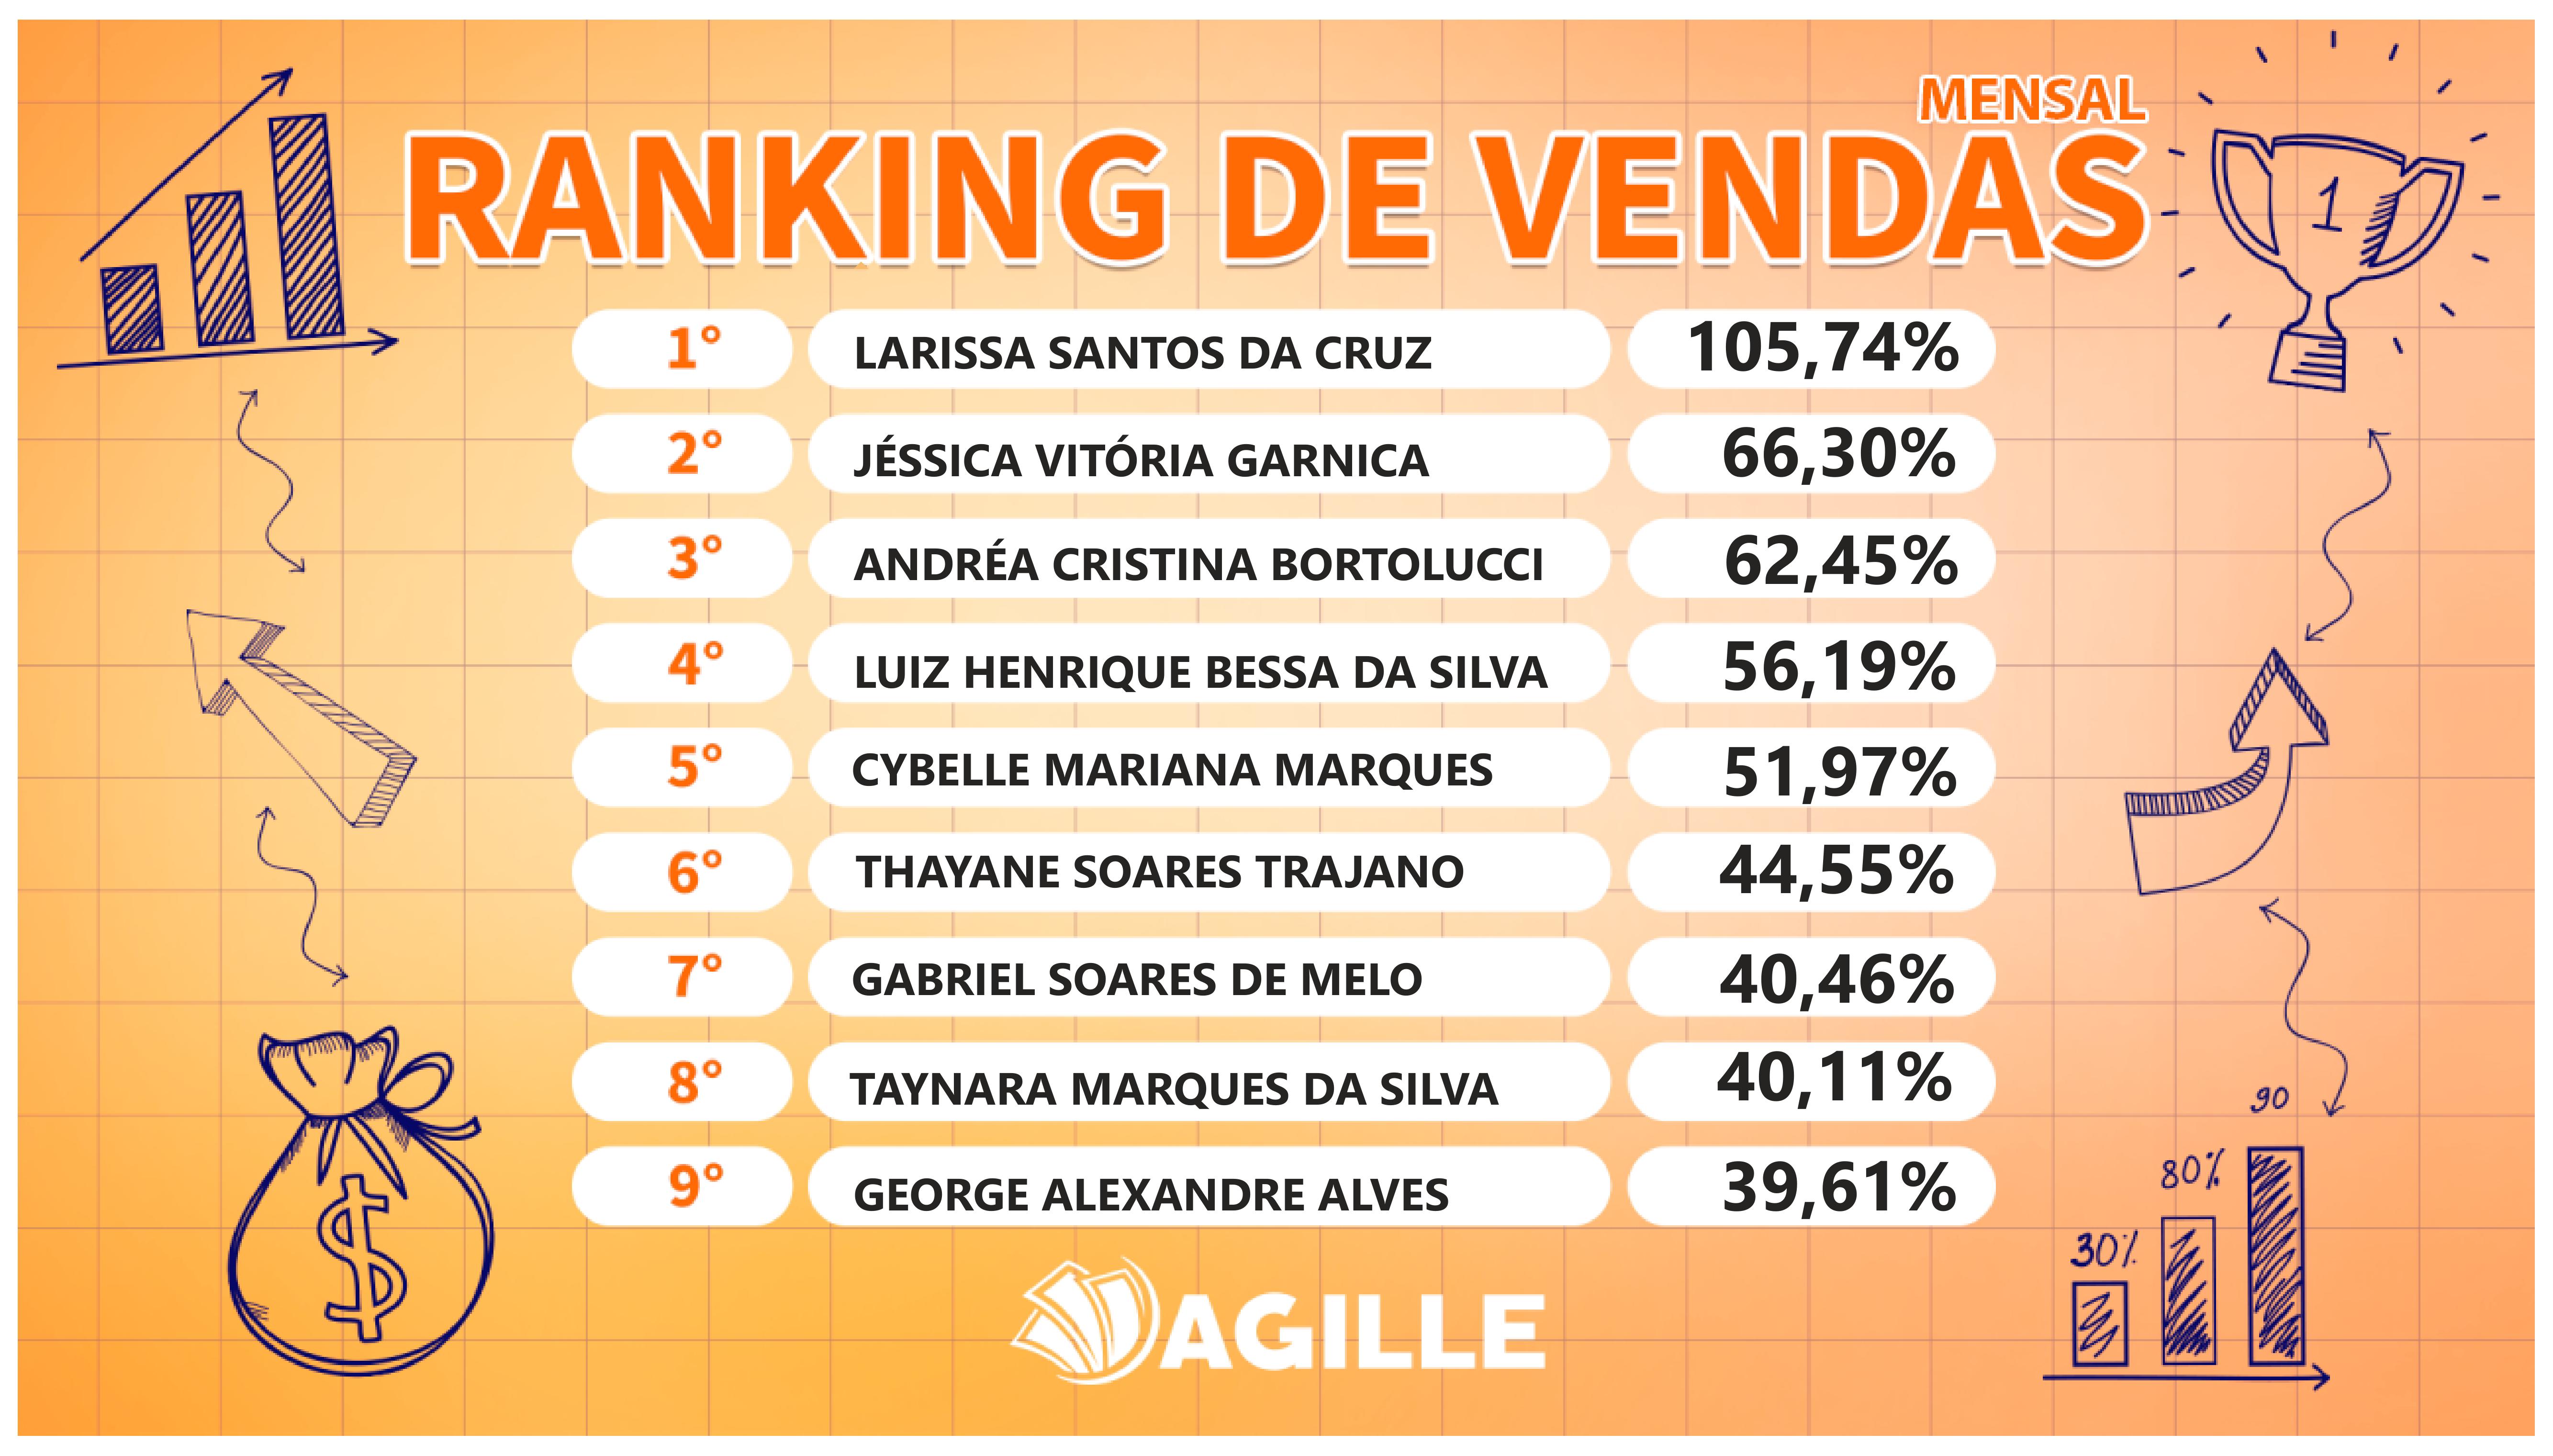 MENSAL
RANKING DE VENDAS
1
1° LARISSA SANTOS DA CRUZ 105,74%
2° JÉSSICA VITÓRIA GARNICA 66,30%
3° ANDRÉA CRISTINA BORTOLUCCI 62,45%
4° LUIZ HENRIQUE BESSA DA SILVA 56,19%
5° CYBELLE MARIANA MARQUES 51,97%
6° THAYANE SOARES TRAJANO 44,55%
7° GABRIEL SOARES DE MELO 40,46%
8° TAYNARA MARQUES DA SILVA 40,11%
9° GEORGE ALEXANDRE ALVES 39,61%
$
90
80%
30%
AGILLE